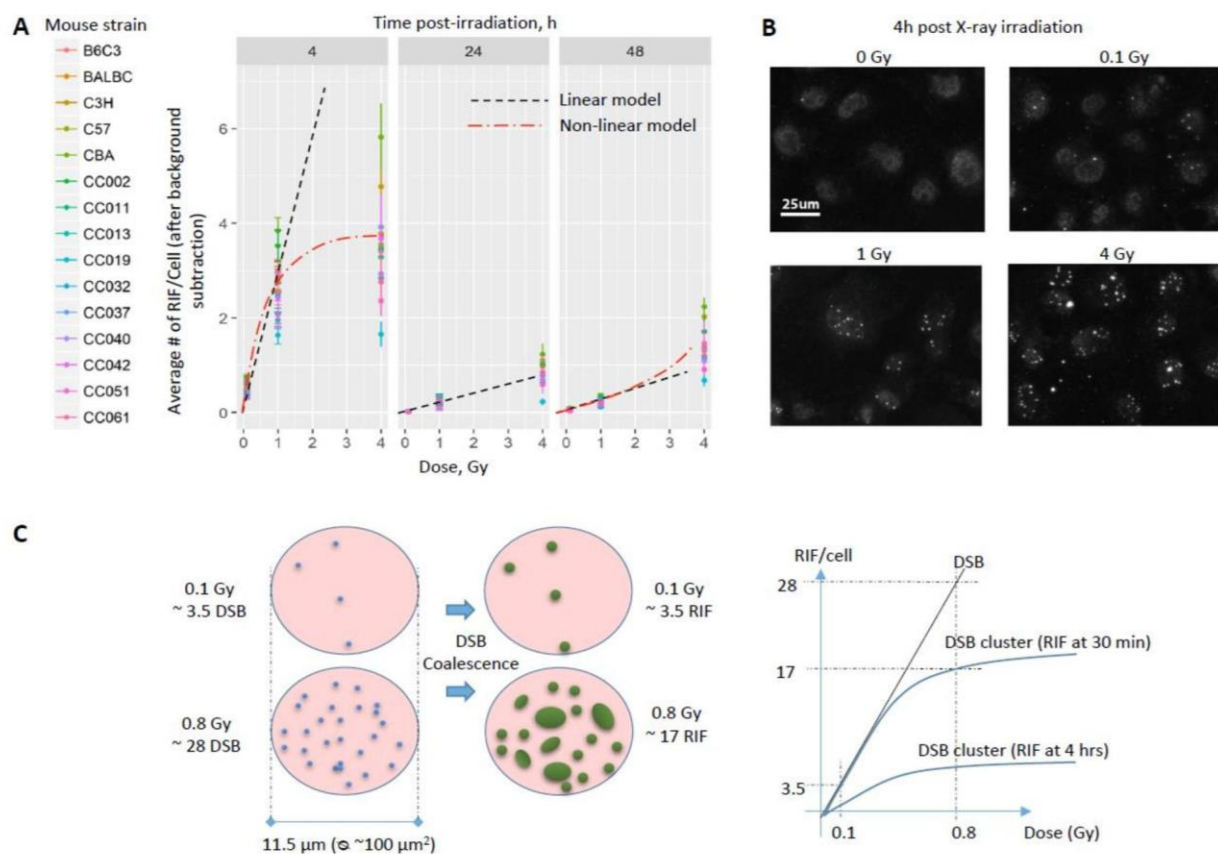 A
Mouse strain
B6C3
BALBC
C3H
C57
CBA
CC002
CC011
CC013
CC019
CC032
CC037
CC040
CC042
CC051
CC061
Time post-irradiation, h
4 24 48
Linear model
Non-linear model
Average # of RIF/Cell (after background
subtraction)
6
4
2
0
0 1 2 3 4 0 1 2 3 4 0 1 2 3 4
Dose, Gy
B
4h post X-ray irradiation
0 Gy 0.1 Gy
25um
1 Gy 4 Gy
C
0.1 Gy
~ 3.5 DSB
0.8 Gy
~ 28 DSB
DSB
Coalescence
0.1 Gy
~ 3.5 RIF
0.8 Gy
~ 17 RIF
11.5 µm (⦰ ~100 µm²)
RIF/cell
DSB
28
DSB cluster (RIF at 30 min)
17
DSB cluster (RIF at 4 hrs)
3.5
0.1 0.8 Dose (Gy)